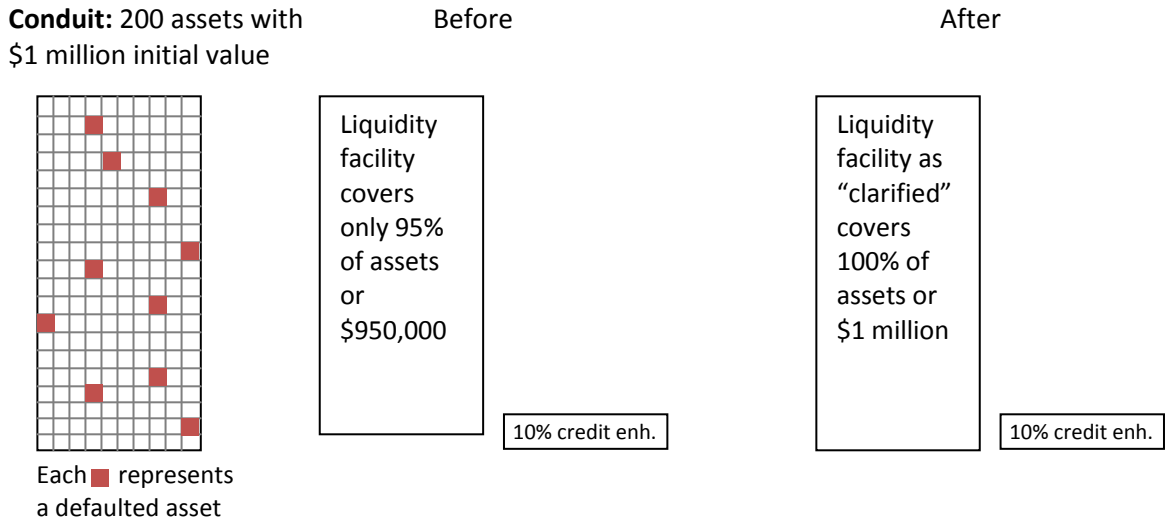 Conduit: 200 assets with
$1 million initial value
Before
After
Liquidity
facility
covers
only 95%
of assets
or
$950,000
10% credit enh.
Liquidity
facility as
“clarified”
covers
100% of
assets or
$1 million
10% credit enh.
Each represents
a defaulted asset